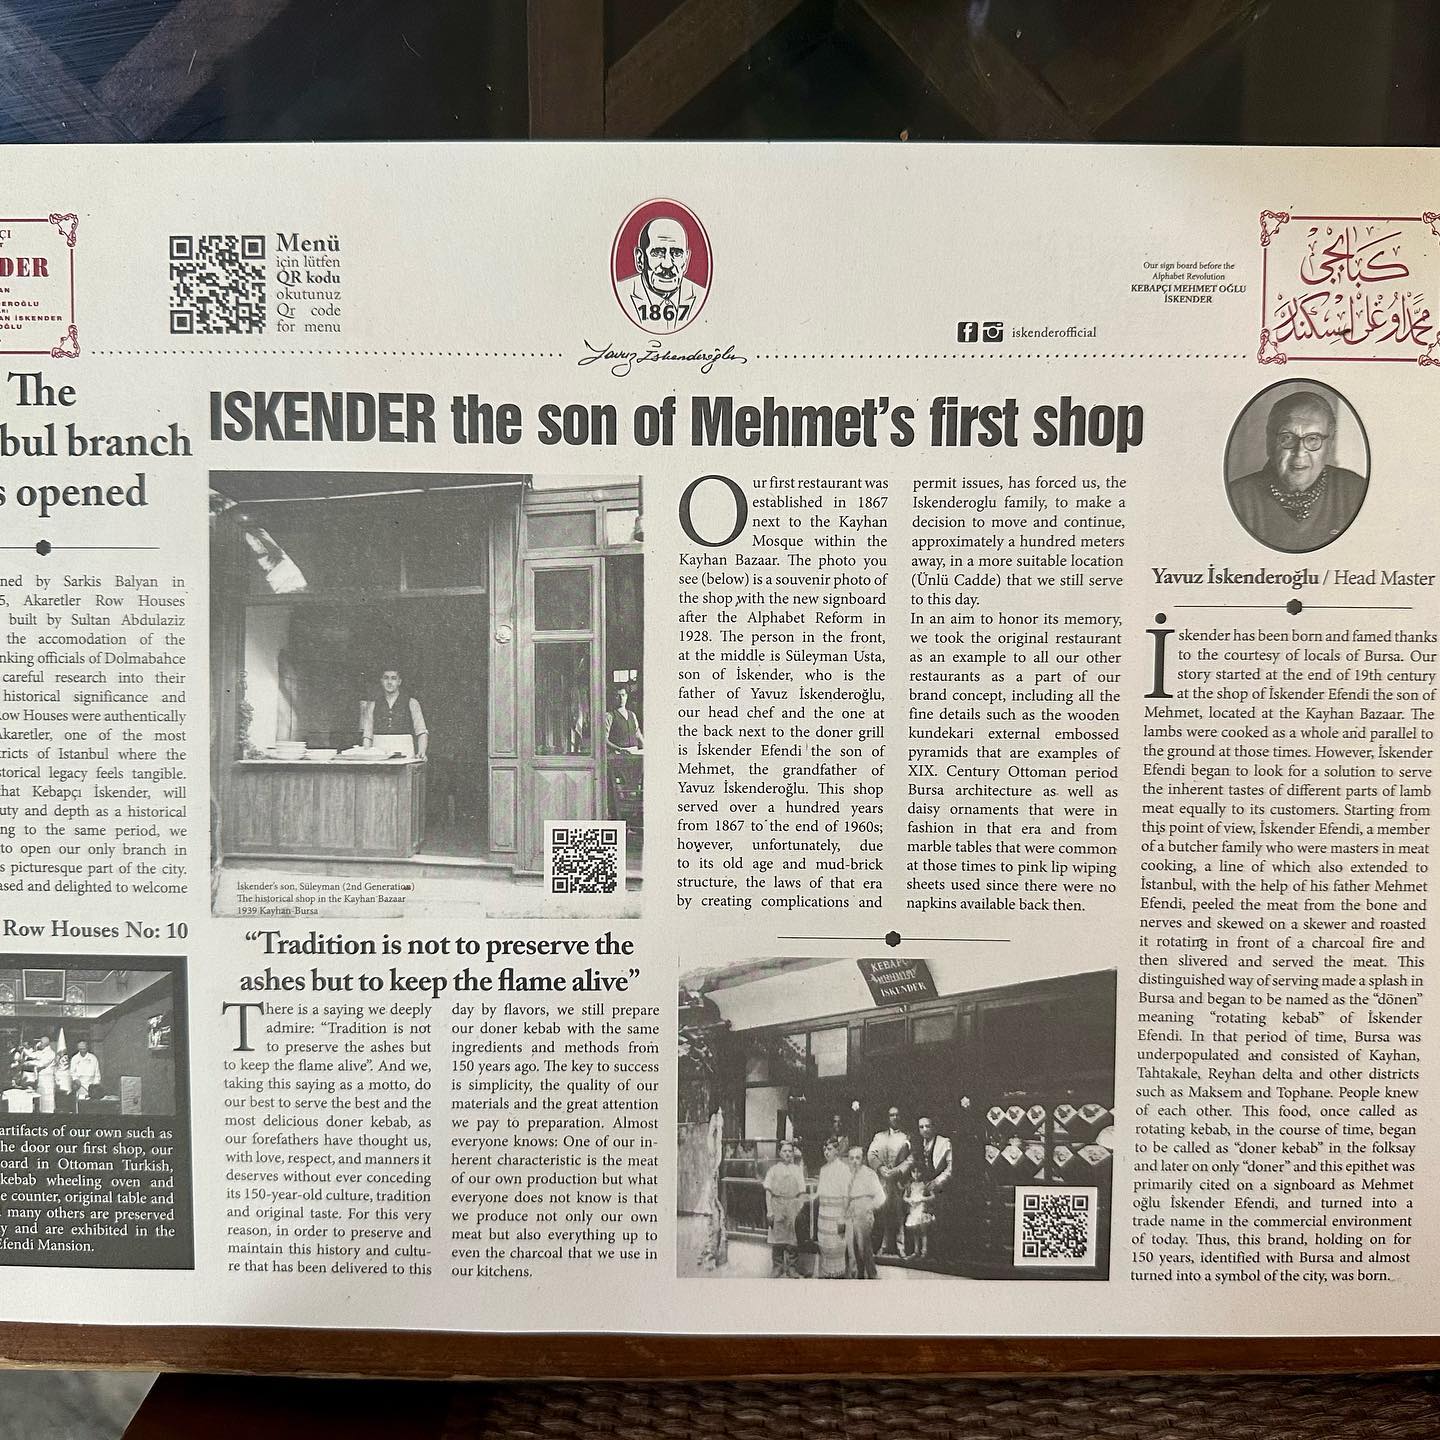 DER
Menü
için lütfen
QR kodu
okutunuz
Qr code
for menu
1867
Yavuz İskenderoğlu
iskenderofficial
Our sign board before the
Alphabet Revolution
KEBAPÇI MEHMET OĞLU
İSKENDER
كبابجى
محمد اوغلى اسكندر
The
bul branch
s opened
ned by Sarkis Balyan in
5, Akaretler Row Houses
built by Sultan Abdulaziz
the accomodation of the
nking officials of Dolmabahce
careful research into their
historical significance and
Row Houses were authentically
Akaretler, one of the most
tricts of Istanbul where the
storical legacy feels tangible.
that Kebapçı İskender, will
uty and depth as a historical
ng to the same period, we
to open our only branch in
s picturesque part of the city.
ased and delighted to welcome
Row Houses No: 10
artifacts of our own such as
he door our first shop, our
oard in Ottoman Turkish,
kebab wheeling oven and
e counter, original table and
many others are preserved
y and are exhibited in the
Efendi Mansion.
ISKENDER the son of Mehmet's first shop
Iskender's son, Süleyman (2nd Generation)
The historical shop in the Kayhan Bazaar
1939 Kayhan-Bursa
"Tradition is not to preserve the
ashes but to keep the flame alive"
There is a saying we deeply
admire: "Tradition is not
to preserve the ashes but
to keep the flame alive". And we,
taking this saying as a motto, do
our best to serve the best and the
most delicious doner kebab, as
our forefathers have thought us,
with love, respect, and manners it
deserves without ever conceding
its 150-year-old culture, tradition
and original taste. For this very
reason, in order to preserve and
maintain this history and cultu-
re that has been delivered to this
day by flavors, we still prepare
our doner kebab with the same
ingredients and methods from
150 years ago. The key to success
is simplicity, the quality of our
materials and the great attention
we pay to preparation. Almost
everyone knows: One of our in-
herent characteristic is the meat
of our own production but what
everyone does not know is that
we produce not only our own
meat but also everything up to
even the charcoal that we use in
our kitchens.
Our first restaurant was
established in 1867
next to the Kayhan
Mosque within the
Kayhan Bazaar. The photo you
see (below) is a souvenir photo of
the shop with the new signboard
after the Alphabet Reform in
1928. The person in the front,
at the middle is Süleyman Usta,
son of İskender, who is the
father of Yavuz İskenderoğlu,
our head chef and the one at
the back next to the doner grill
is İskender Efendi the son of
Mehmet, the grandfather of
Yavuz İskenderoğlu. This shop
served over a hundred years
from 1867 to the end of 1960s;
however, unfortunately, due
to its old age and mud-brick
structure, the laws of that era
by creating complications and
permit issues, has forced us, the
Iskenderoglu family, to make a
decision to move and continue,
approximately a hundred meters
away, in a more suitable location
(Ünlü Cadde) that we still serve
to this day.
In an aim to honor its memory,
we took the original restaurant
as an example to all our other
restaurants as a part of our
brand concept, including all the
fine details such as the wooden
kundekari external embossed
pyramids that are examples of
XIX. Century Ottoman period
Bursa architecture as well as
daisy ornaments that were in
fashion in that era and from
marble tables that were common
at those times to pink lip wiping
sheets used since there were no
napkins available back then.
KEBAPÇI
MEHMET
İSKENDER
Yavuz İskenderoğlu / Head Master
İskender has been born and famed thanks
to the courtesy of locals of Bursa. Our
story started at the end of 19th century
at the shop of İskender Efendi the son of
Mehmet, located at the Kayhan Bazaar. The
lambs were cooked as a whole and parallel to
the ground at those times. However, İskender
Efendi began to look for a solution to serve
the inherent tastes of different parts of lamb
meat equally to its customers. Starting from
this point of view, İskender Efendi, a member
of a butcher family who were masters in meat
cooking, a line of which also extended to
İstanbul, with the help of his father Mehmet
Efendi, peeled the meat from the bone and
nerves and skewed on a skewer and roasted
it rotating in front of a charcoal fire and
then slivered and served the meat. This
distinguished way of serving made a splash in
Bursa and began to be named as the "dönen"
meaning "rotating kebab" of İskender
Efendi. In that period of time, Bursa was
underpopulated and consisted of Kayhan,
Tahtakale, Reyhan delta and other districts
such as Maksem and Tophane. People knew
of each other. This food, once called as
rotating kebab, in the course of time, began
to be called as "doner kebab" in the folksay
and later on only "doner" and this epithet was
primarily cited on a signboard as Mehmet
oğlu İskender Efendi, and turned into a
trade name in the commercial environment
of today. Thus, this brand, holding on for
150 years, identified with Bursa and almost
turned into a symbol of the city, was born.